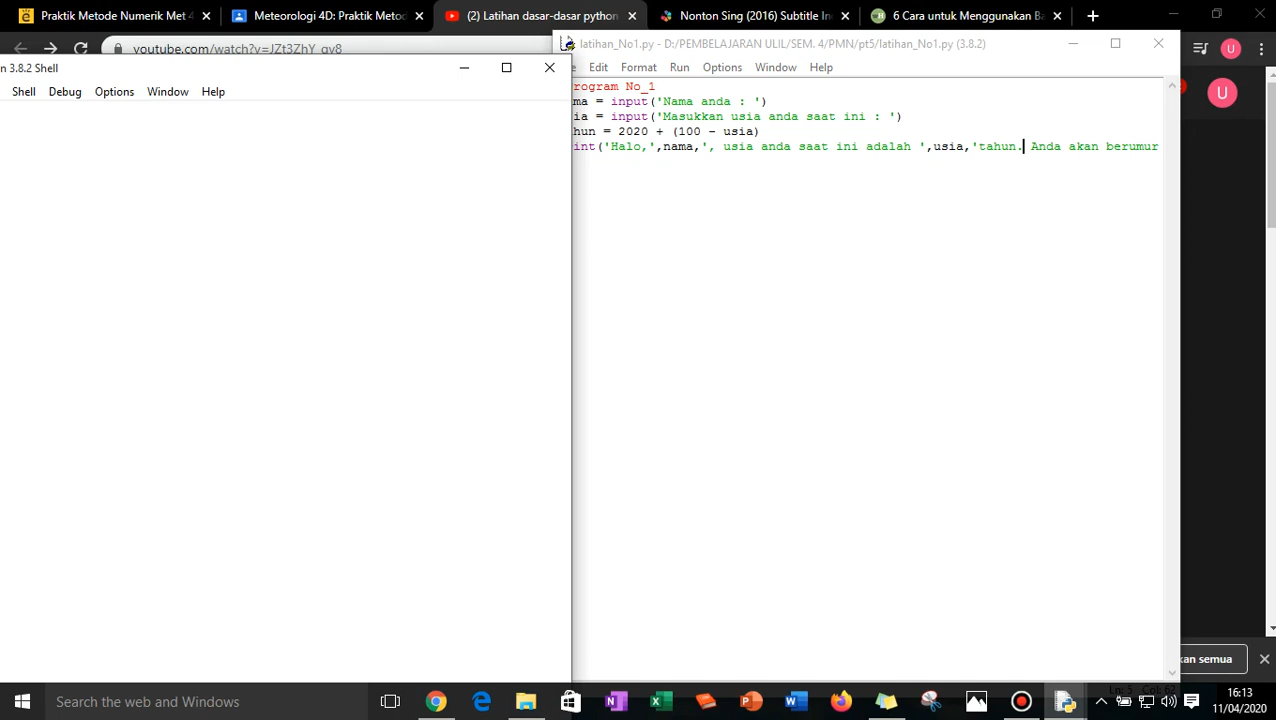 Praktik Metode Numerik Met 4
Meteorologi 4D: Praktik Metod
(2) Latihan dasar-dasar python
Nonton Sing (2016) Subtitle In
6 Cara untuk Menggunakan Ba
youtube.com/watch?v=JZt3ZhY_qv8
latihan_No1.py - D:/PEMBELAJARAN ULIL/SEM. 4/PMN/pt5/latihan_No1.py (3.8.2)
Edit Format Run Options Window Help
n 3.8.2 Shell
Shell Debug Options Window Help
rogram No_1
ma = input('Nama anda : ')
ia = input('Masukkan usia anda saat ini : ')
hun = 2020 + (100 - usia)
int('Halo,',nama,', usia anda saat ini adalah ',usia,'tahun. Anda akan berumur
U
U
kan semua
Ln: 5 Col: 62
Search the web and Windows
16:13
11/04/2020